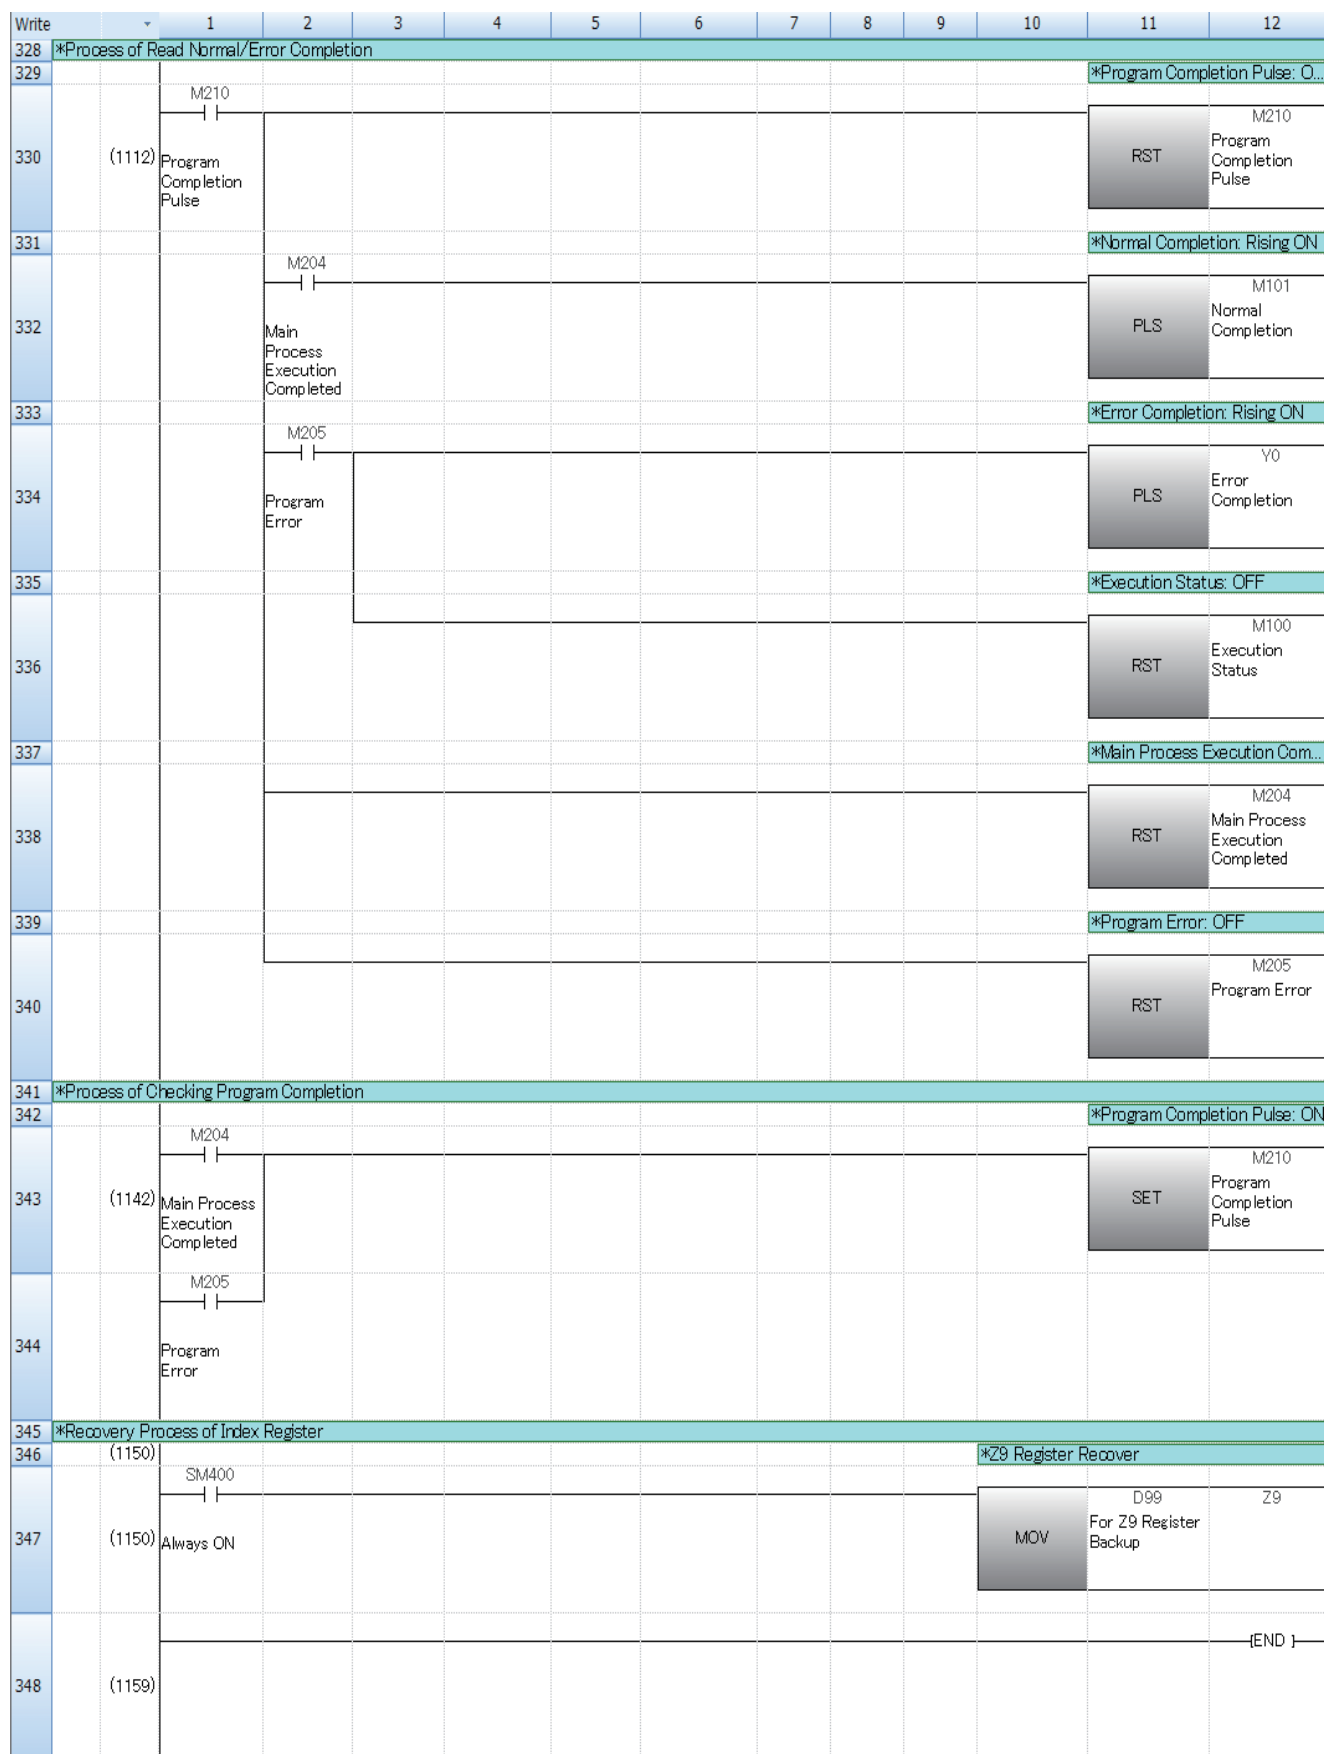 Write 1 2 3 4 5 6 7 8 9 10 11 12
328 *Process of Read Normal/Error Completion
329 *Program Completion Pulse: O...
M210
M210
330 (1112) Program
Completion
Pulse
RST
Program
Completion
Pulse
331 *Normal Completion: Rising ON
M204
M101
332 Main
Process
Execution
Completed
PLS
Normal
Completion
333 *Error Completion: Rising ON
M205
Y0
334 Program
Error
PLS
Error
Completion
335 *Execution Status: OFF
M100
336 RST
Execution
Status
337 *Main Process Execution Com...
M204
338 RST
Main Process
Execution
Completed
339 *Program Error: OFF
M205
340 RST
Program Error
341 *Process of Checking Program Completion
342 *Program Completion Pulse: ON
M204
M210
343 (1142) Main Process
Execution
Completed
SET
Program
Completion
Pulse
M205
344 Program
Error
345 *Recovery Process of Index Register
346 (1150) *Z9 Register Recover
SM400
D99 Z9
347 (1150) Always ON
MOV
For Z9 Register
Backup
[END ]
348 (1159)